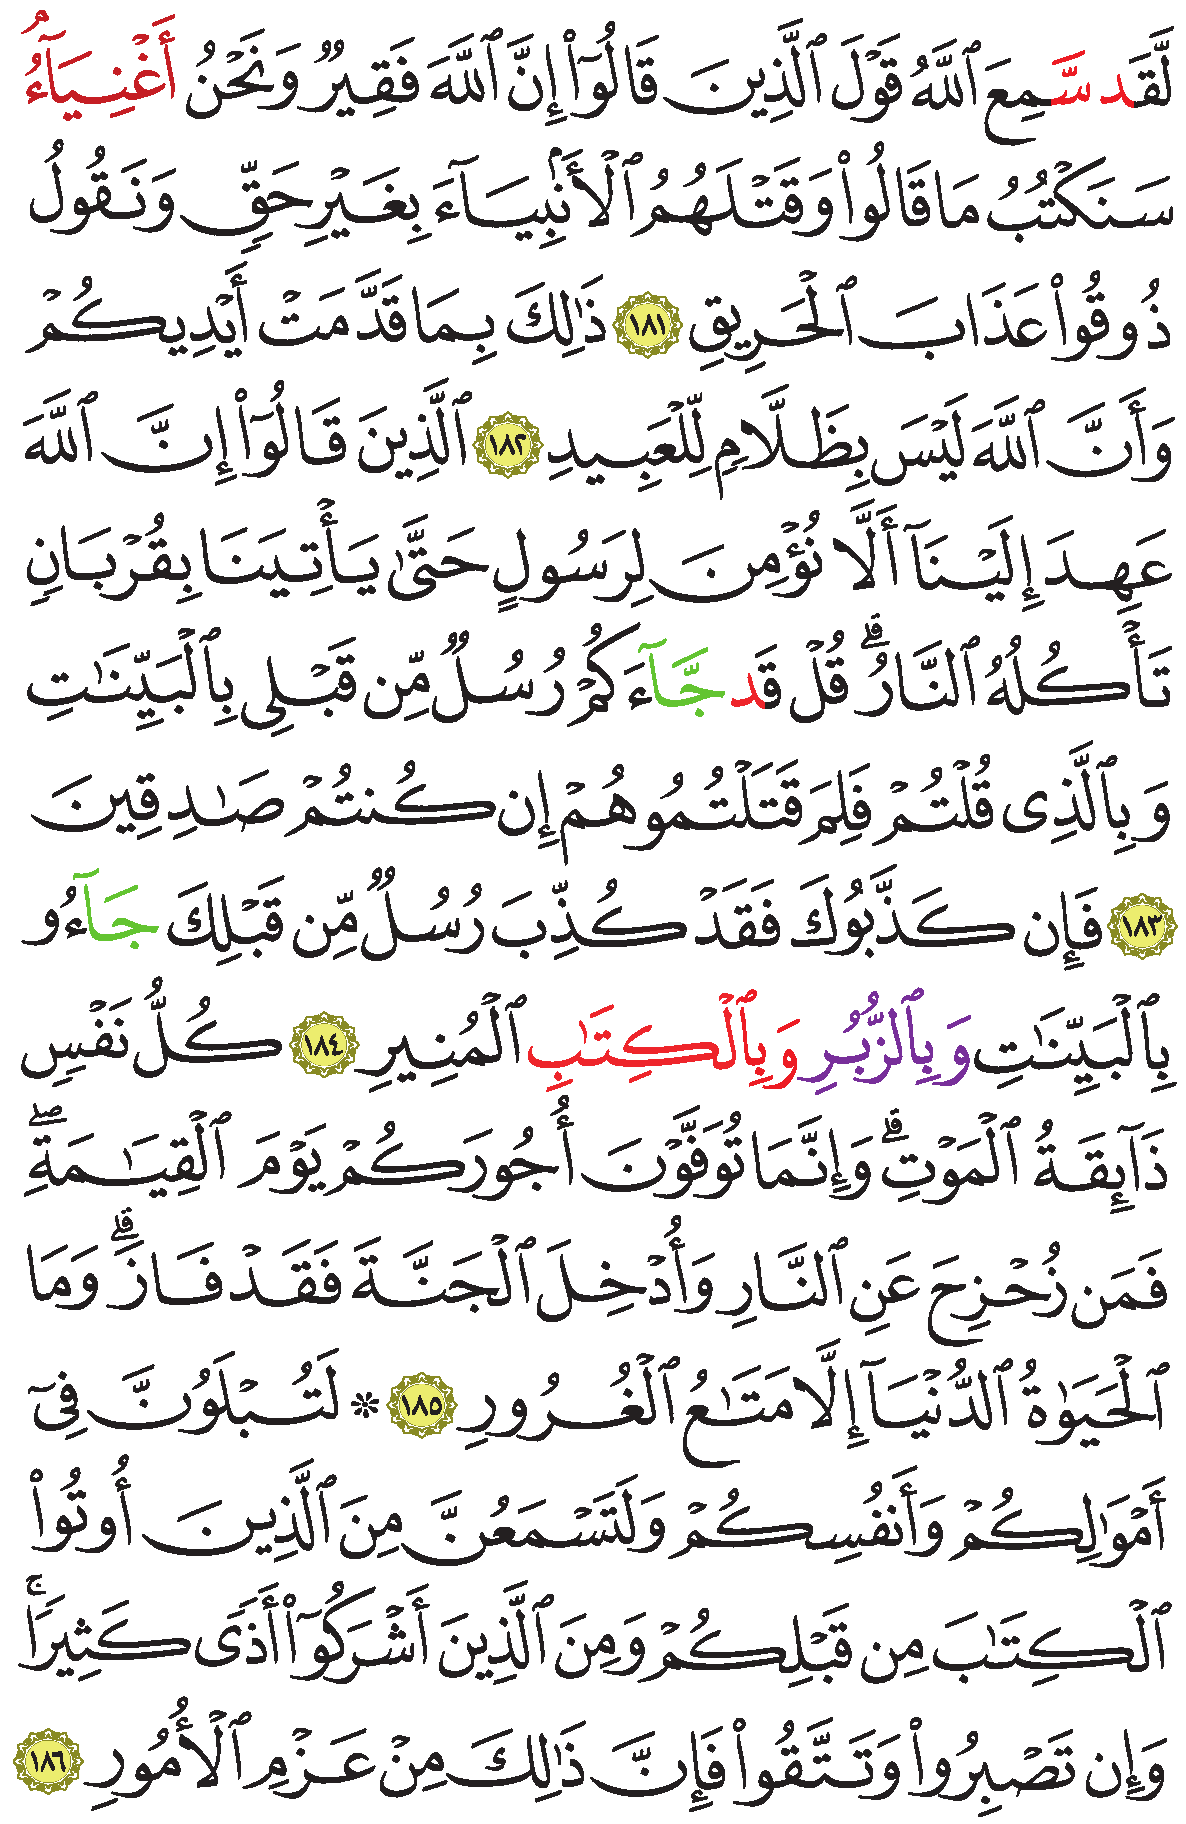 لَّقَد سَّمِعَ ٱللَّهُ قَوْلَ ٱلَّذِينَ قَالُوٓا۟ إِنَّ ٱللَّهَ فَقِيرٌ وَنَحْنُ أَغْنِيَآءُ ۘ
سَنَكْتُبُ مَا قَالُوا۟ وَقَتْلَهُمُ ٱلْأَنۢبِيَآءَ بِغَيْرِ حَقٍّ وَنَقُولُ
ذُوقُوا۟ عَذَابَ ٱلْحَرِيقِ ١٨١ ذَٰلِكَ بِمَا قَدَّمَتْ أَيْدِيكُمْ
وَأَنَّ ٱللَّهَ لَيْسَ بِظَلَّامٍ لِّلْعَبِيدِ ١٨٢ ٱلَّذِينَ قَالُوٓا۟ إِنَّ ٱللَّهَ
عَهِدَ إِلَيْنَآ أَلَّا نُؤْمِنَ لِرَسُولٍ حَتَّىٰ يَأْتِيَنَا بِقُرْبَانٍ
تَأْكُلُهُ ٱلنَّارُ ۗ قُلْ قَد جَّآءَكُمْ رُسُلٌ مِّن قَبْلِى بِٱلْبَيِّنَٰتِ
وَبِٱلَّذِى قُلْتُمْ فَلِمَ قَتَلْتُمُوهُمْ إِن كُنتُمْ صَٰدِقِينَ
١٨٣ فَإِن كَذَّبُوكَ فَقَدْ كُذِّبَ رُسُلٌ مِّن قَبْلِكَ جَآءُو
بِٱلْبَيِّنَٰتِ وَبِٱلزُّبُرِ وَبِٱلْكِتَٰبِ ٱلْمُنِيرِ ١٨٤ كُلُّ نَفْسٍ
ذَآئِقَةُ ٱلْمَوْتِ ۗ وَإِنَّمَا تُوَفَّوْنَ أُجُورَكُمْ يَوْمَ ٱلْقِيَٰمَةِ ۖ
فَمَن زُحْزِحَ عَنِ ٱلنَّارِ وَأُدْخِلَ ٱلْجَنَّةَ فَقَدْ فَازَ ۗ وَمَا
ٱلْحَيَوٰةُ ٱلدُّنْيَآ إِلَّا مَتَٰعُ ٱلْغُرُورِ ١٨٥ ۞ لَتُبْلَوُنَّ فِىٓ
أَمْوَٰلِكُمْ وَأَنفُسِكُمْ وَلَتَسْمَعُنَّ مِنَ ٱلَّذِينَ أُوتُوا۟
ٱلْكِتَٰبَ مِن قَبْلِكُمْ وَمِنَ ٱلَّذِينَ أَشْرَكُوٓا۟ أَذًى كَثِيرًا ۚ
وَإِن تَصْبِرُوا۟ وَتَتَّقُوا۟ فَإِنَّ ذَٰلِكَ مِنْ عَزْمِ ٱلْأُمُورِ ١٨٦